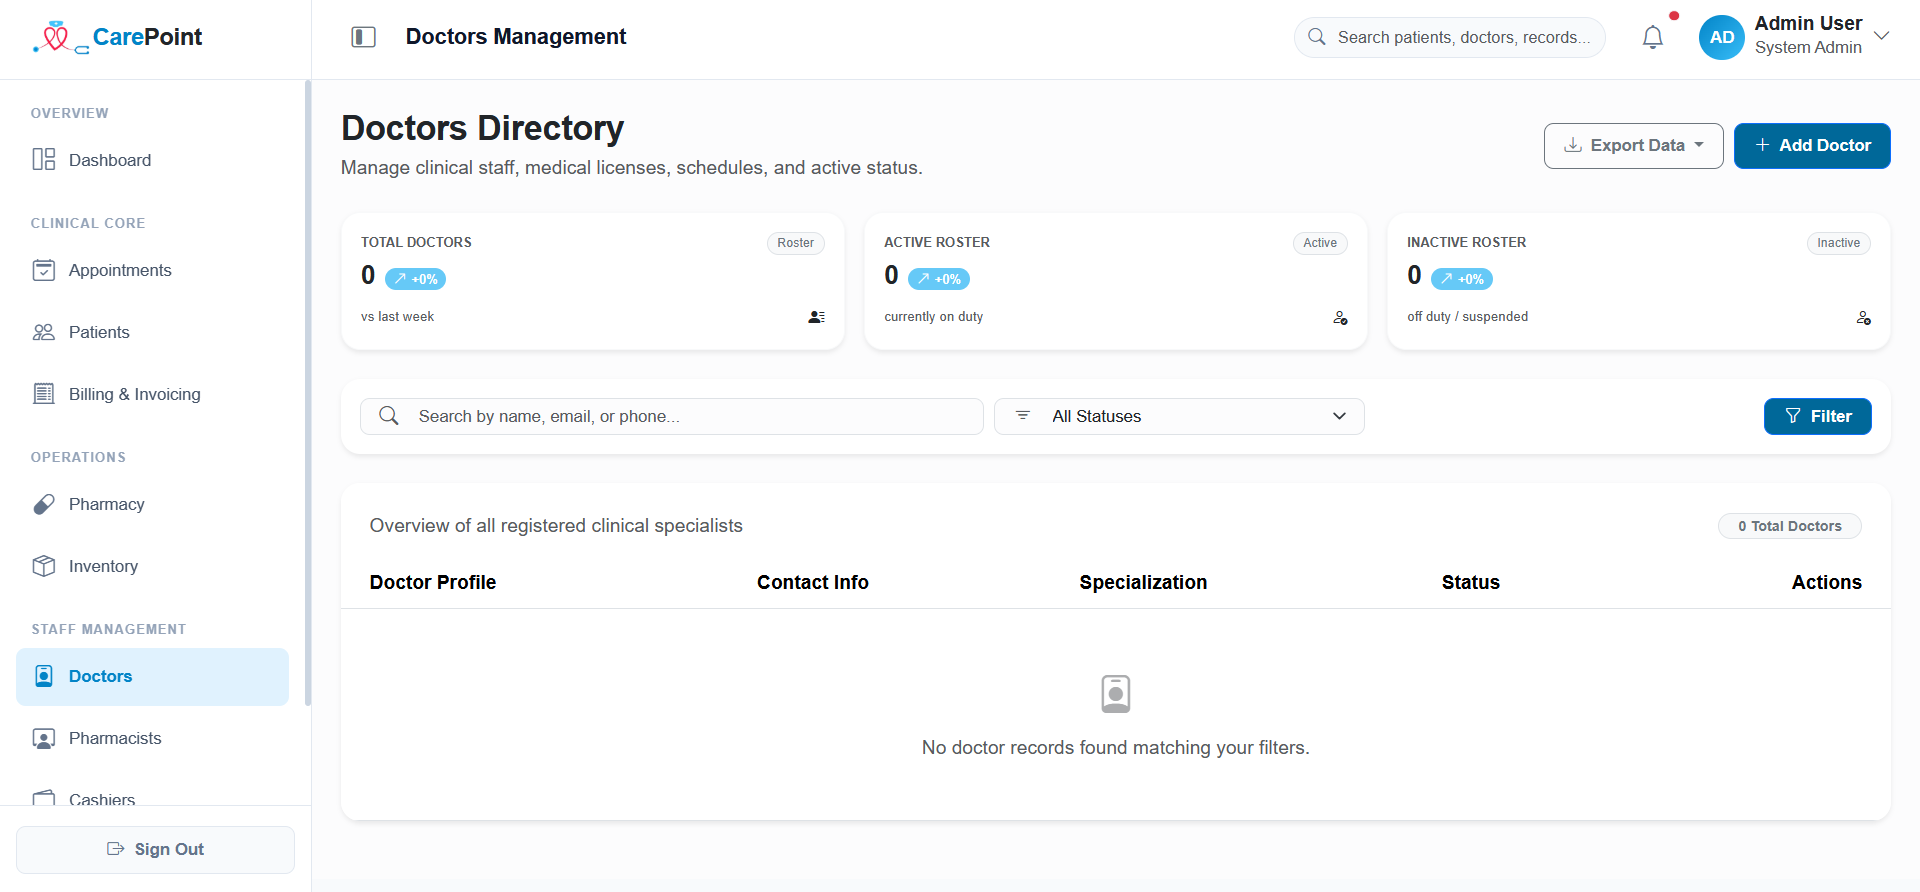 CarePoint
Doctors Management
Search patients, doctors, records...
AD
Admin User
System Admin
OVERVIEW
Dashboard
CLINICAL CORE
Appointments
Patients
Billing & Invoicing
OPERATIONS
Pharmacy
Inventory
STAFF MANAGEMENT
Doctors
Pharmacists
Cashiers
Sign Out
Doctors Directory
Manage clinical staff, medical licenses, schedules, and active status.
Export Data
Add Doctor
TOTAL DOCTORS
Roster
0 +0%
vs last week
ACTIVE ROSTER
Active
0 +0%
currently on duty
INACTIVE ROSTER
Inactive
0 +0%
off duty / suspended
Search by name, email, or phone...
All Statuses
Filter
Overview of all registered clinical specialists
0 Total Doctors
Doctor Profile Contact Info Specialization Status Actions
No doctor records found matching your filters.